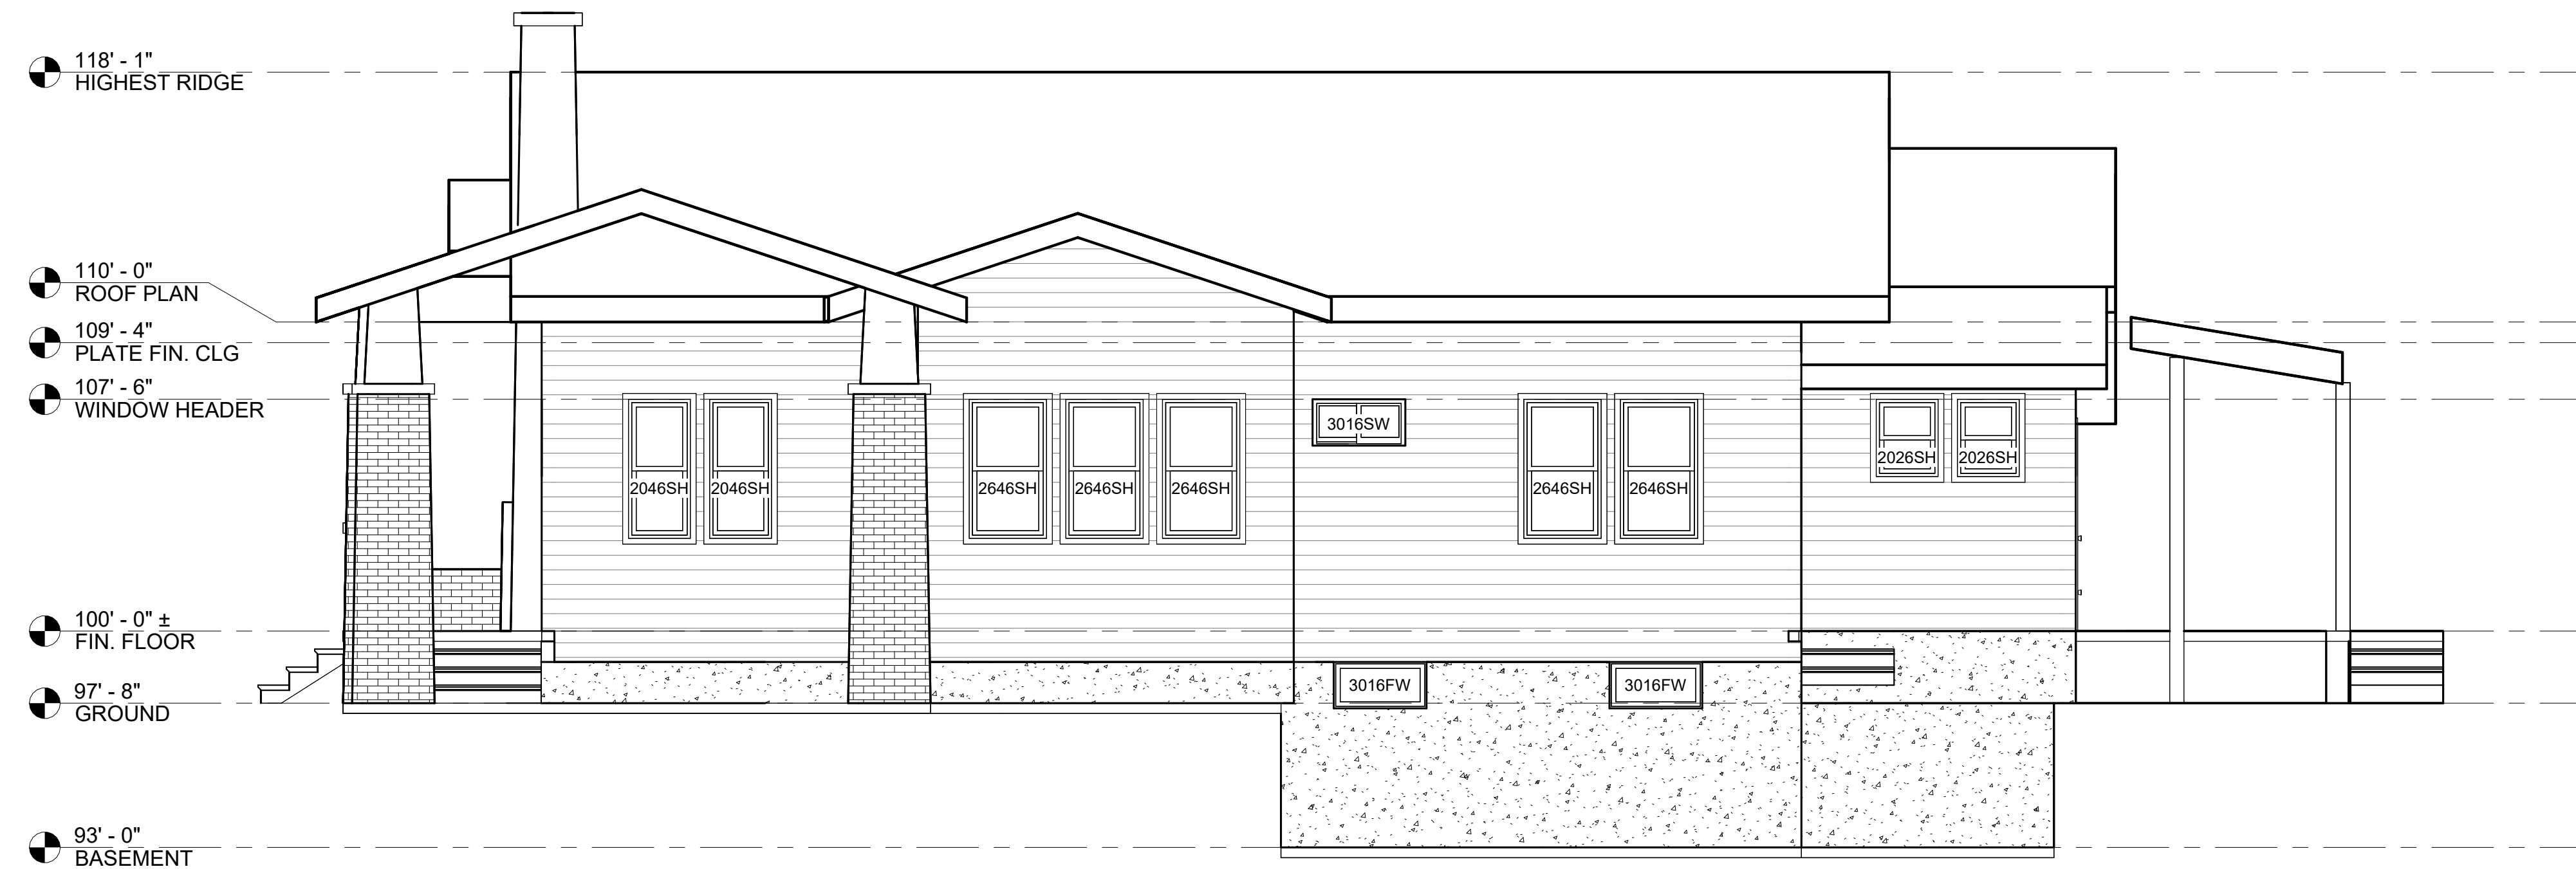 118' - 1"
HIGHEST RIDGE
110' - 0"
ROOF PLAN
109' - 4"
PLATE FIN. CLG
107' - 6"
WINDOW HEADER
3016SW
2026SH 2026SH
2046SH 2046SH 2646SH 2646SH 2646SH 2646SH 2646SH
100' - 0" ±
FIN. FLOOR
97' - 8"
GROUND
3016FW 3016FW
93' - 0"
BASEMENT